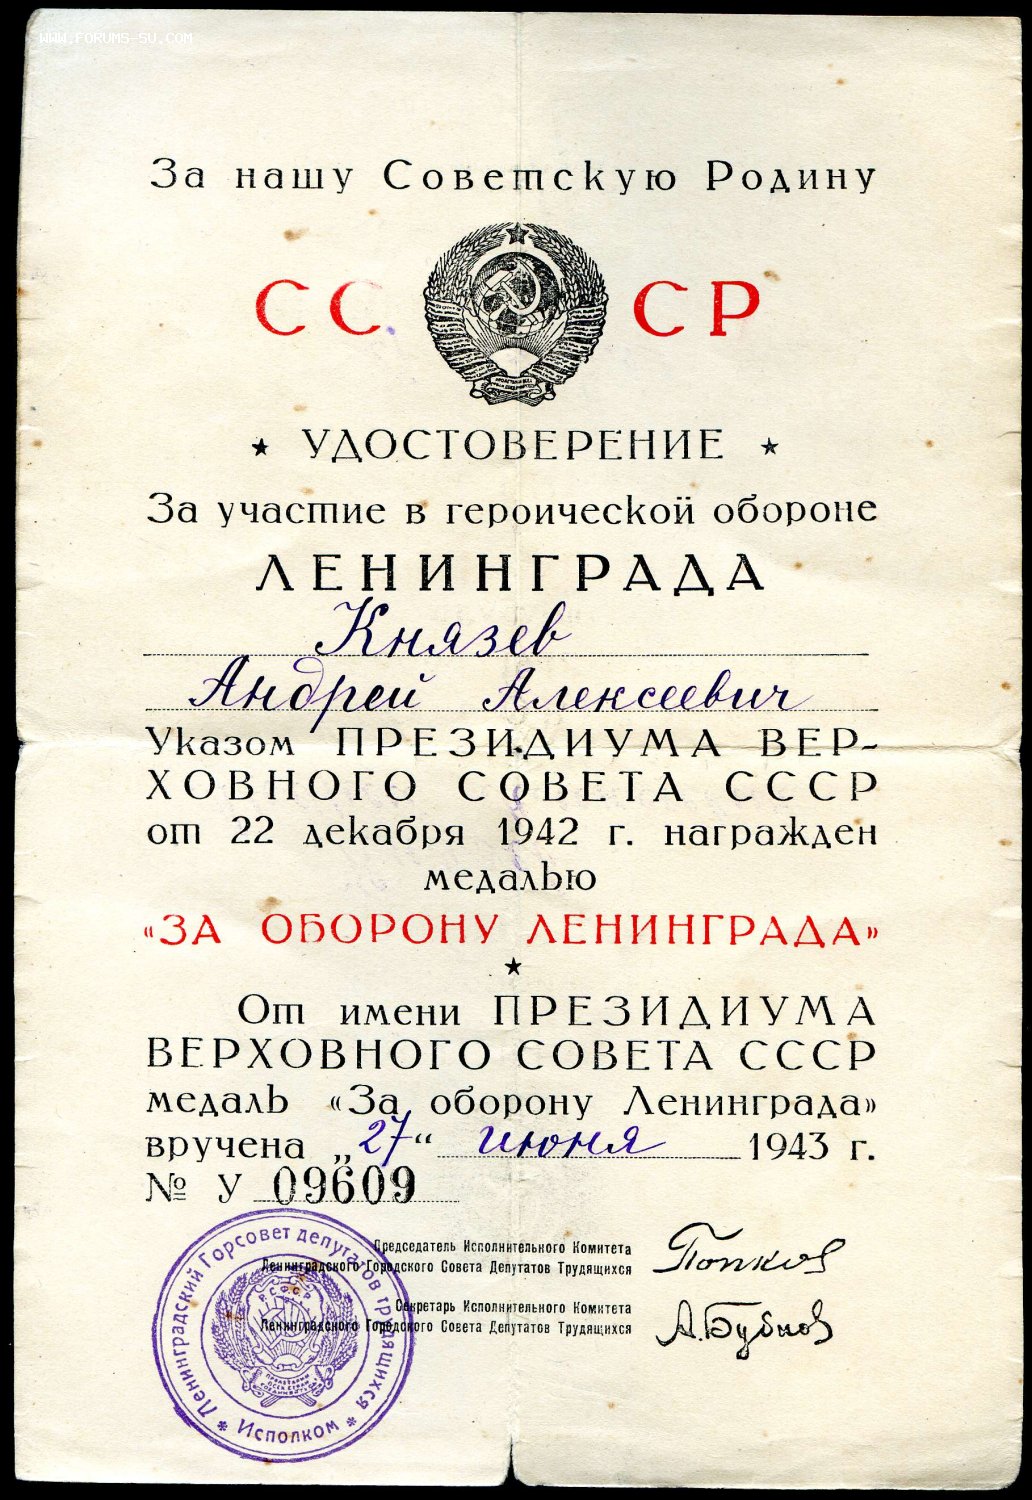 WWW.FORUMS-SU.COM
За нашу Советскую Родину
СС СР
★ УДОСТОВЕРЕНИЕ ★
За участие в героической обороне
ЛЕНИНГРАДА
Князев
Андрей Алексеевич
Указом ПРЕЗИДИУМА ВЕР-
ХОВНОГО СОВЕТА СССР
от 22 декабря 1942 г. награжден
медалью
«ЗА ОБОРОНУ ЛЕНИНГРАДА»
★
От имени ПРЕЗИДИУМА
ВЕРХОВНОГО СОВЕТА СССР
медаль «За оборону Ленинграда»
вручена „27“ июня 1943 г.
№ У 09609
Председатель Исполнительного Комитета
Ленинградского Городского Совета Депутатов Трудящихся
Попков
Секретарь Исполнительного Комитета
Ленинградского Городского Совета Депутатов Трудящихся
А. Бубнов
Ленинградский Горсовет депутатов трудящихся
* Исполком *
РСФСР